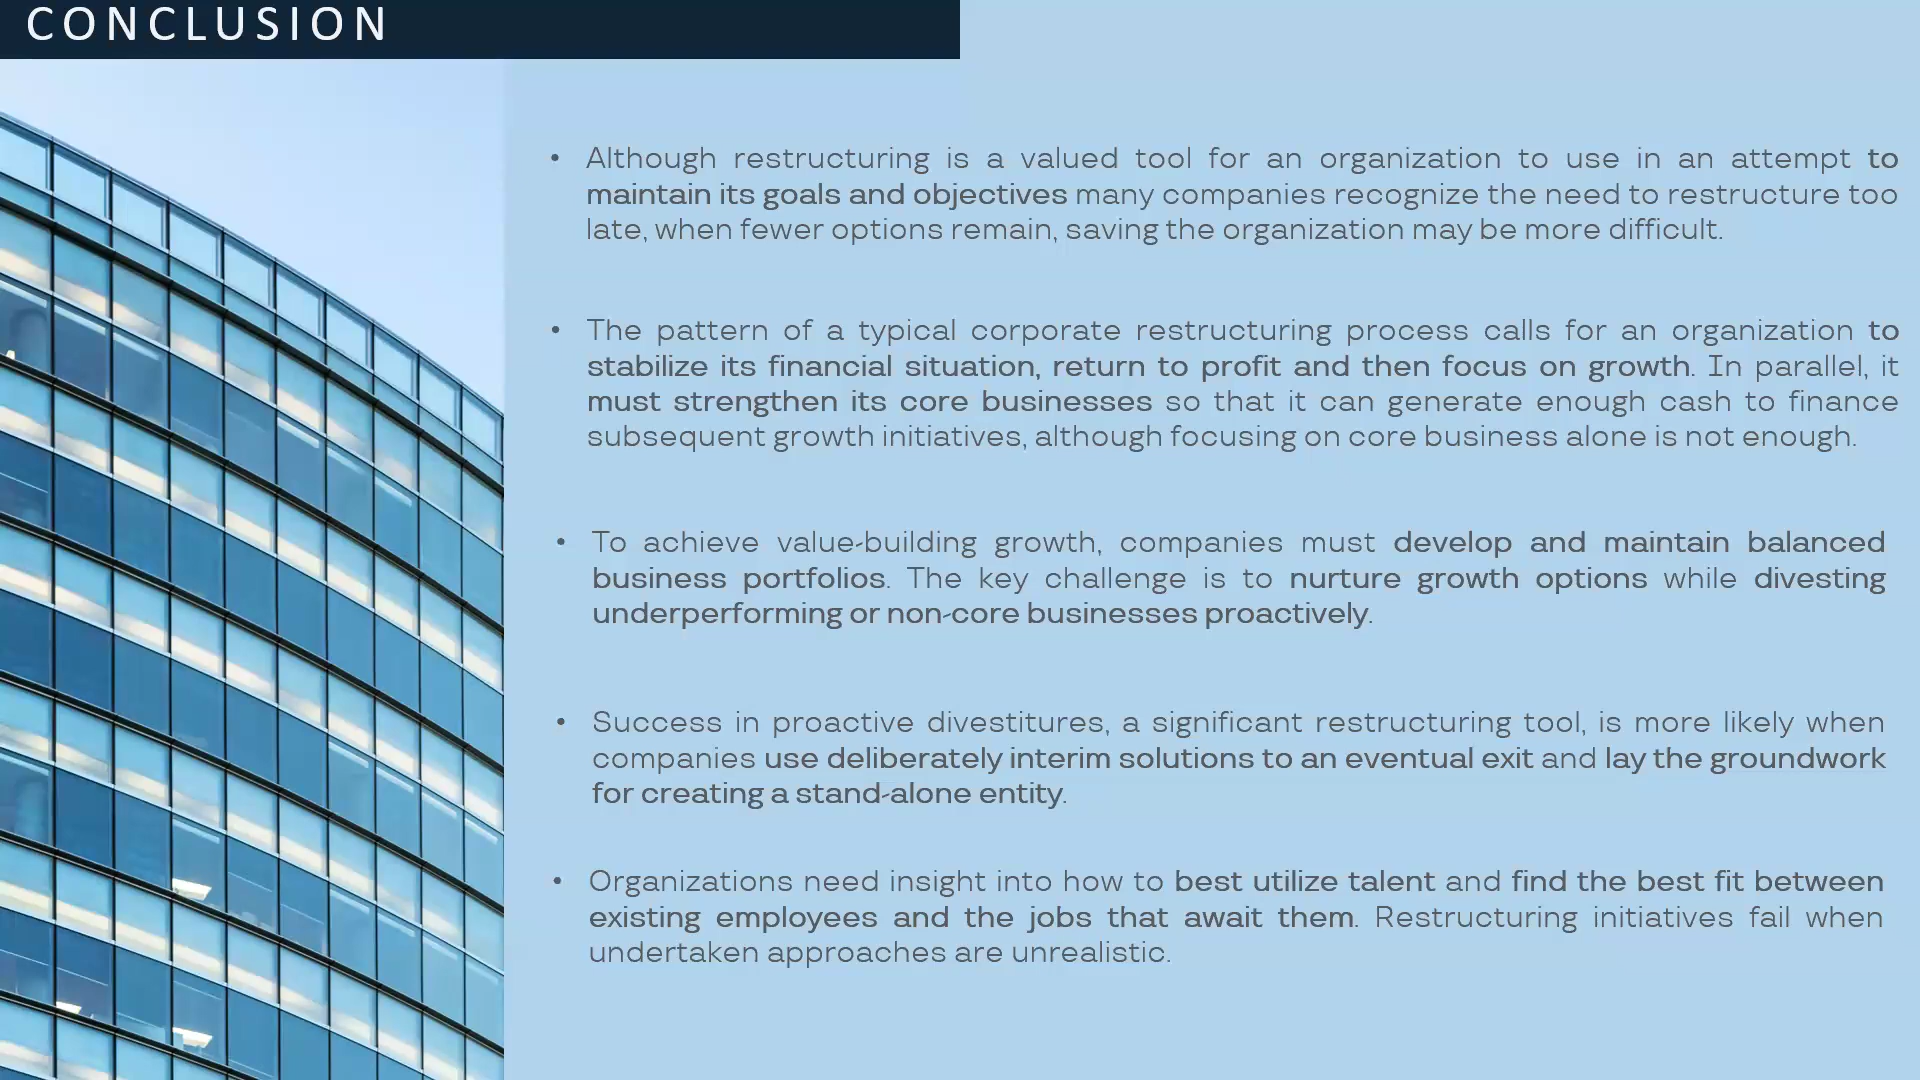 CONCLUSION
• Although restructuring is a valued tool for an organization to use in an attempt to
maintain its goals and objectives many companies recognize the need to restructure too
late, when fewer options remain, saving the organization may be more difficult.
• The pattern of a typical corporate restructuring process calls for an organization to
stabilize its financial situation, return to profit and then focus on growth. In parallel, it
must strengthen its core businesses so that it can generate enough cash to finance
subsequent growth initiatives, although focusing on core business alone is not enough.
• To achieve value-building growth, companies must develop and maintain balanced
business portfolios. The key challenge is to nurture growth options while divesting
underperforming or non-core businesses proactively.
• Success in proactive divestitures, a significant restructuring tool, is more likely when
companies use deliberately interim solutions to an eventual exit and lay the groundwork
for creating a stand-alone entity.
• Organizations need insight into how to best utilize talent and find the best fit between
existing employees and the jobs that await them. Restructuring initiatives fail when
undertaken approaches are unrealistic.